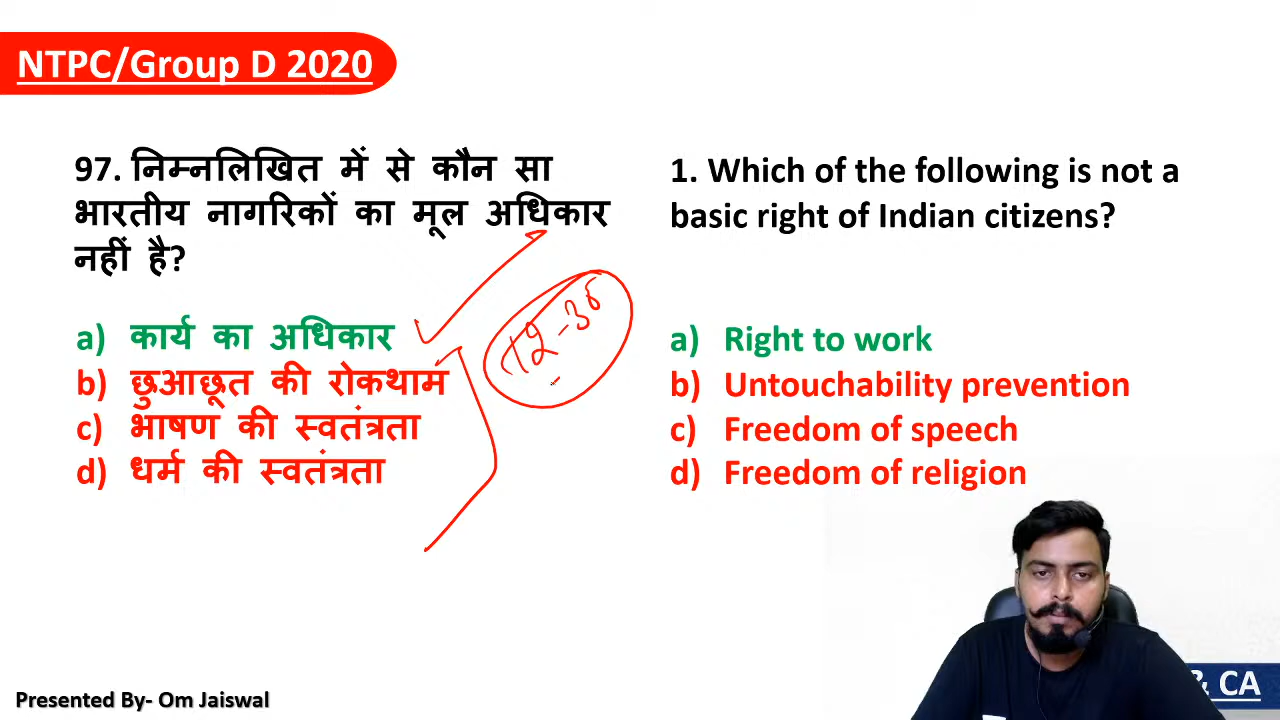 NTPC/Group D 2020
97. निम्नलिखित में से कौन सा
भारतीय नागरिकों का मूल अधिकार
नहीं है?
a) कार्य का अधिकार
b) छुआछूत की रोकथाम
c) भाषण की स्वतंत्रता
d) धर्म की स्वतंत्रता
1. Which of the following is not a
basic right of Indian citizens?
a) Right to work
b) Untouchability prevention
c) Freedom of speech
d) Freedom of religion
Presented By- Om Jaiswal
& CA